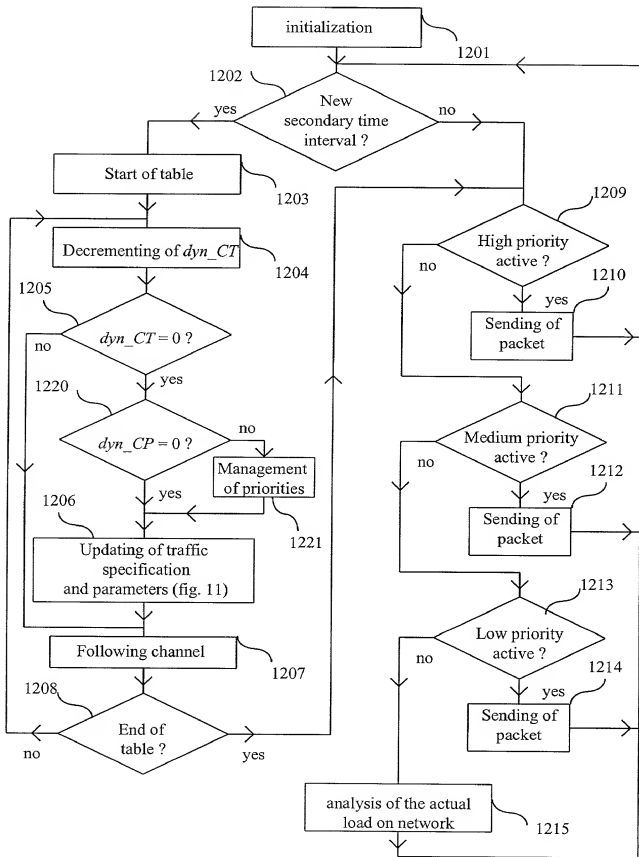 initialization
1201
1202
New
secondary time
interval ?
yes
no
Start of table
1203
Decrementing of dyn_CT
1204
1205
dyn_CT = 0 ?
no
yes
1220
dyn_CP = 0 ?
no
yes
Management
of priorities
1221
1206
Updating of traffic
specification
and parameters (fig. 11)
Following channel
1207
1208
End of
table ?
no
yes
1209
High priority
active ?
no
yes
1210
Sending of
packet
1211
Medium priority
active ?
no
yes
1212
Sending of
packet
1213
Low priority
active ?
no
yes
1214
Sending of
packet
analysis of the actual
load on network
1215